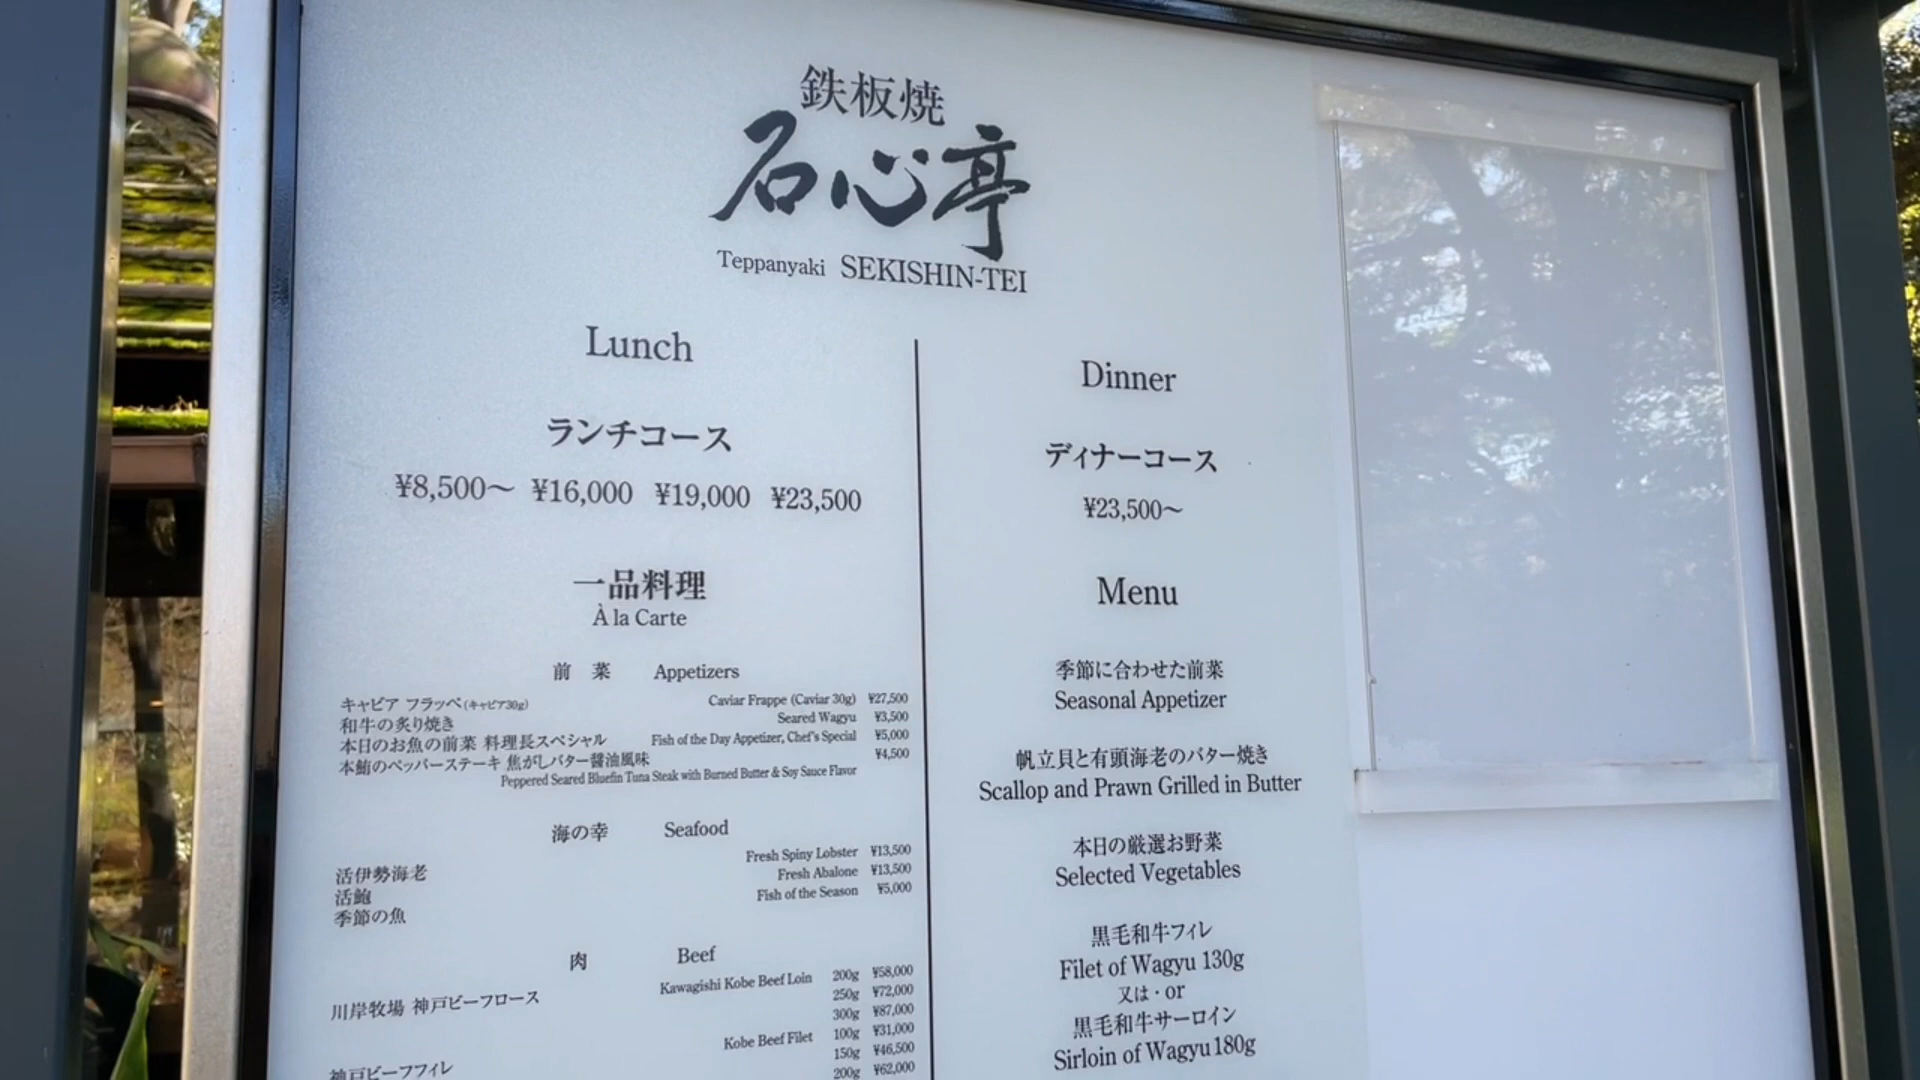 鉄板焼
石心亭
Teppanyaki SEKISHIN-TEI
Lunch
ランチコース
¥8,500～ ¥16,000 ¥19,000 ¥23,500
一品料理
À la Carte
前 菜 Appetizers
キャビア フラッペ(キャビア30g) Caviar Frappe (Caviar 30g) ¥27,500
和牛の炙り焼き Seared Wagyu ¥3,500
本日のお魚の前菜 料理長スペシャル Fish of the Day Appetizer, Chef's Special ¥5,000
本鮪のペッパーステーキ 焦がしバター醤油風味 ¥4,500
Peppered Seared Bluefin Tuna Steak with Burned Butter & Soy Sauce Flavor
海の幸 Seafood
活伊勢海老 Fresh Spiny Lobster ¥13,500
活鮑 Fresh Abalone ¥13,500
季節の魚 Fish of the Season ¥5,000
肉 Beef
川岸牧場 神戸ビーフロース Kawagishi Kobe Beef Loin 200g ¥58,000
250g ¥72,000
300g ¥87,000
神戸ビーフフィレ Kobe Beef Filet 100g ¥31,000
150g ¥46,500
200g ¥62,000
Dinner
ディナーコース
¥23,500～
Menu
季節に合わせた前菜
Seasonal Appetizer
帆立貝と有頭海老のバター焼き
Scallop and Prawn Grilled in Butter
本日の厳選お野菜
Selected Vegetables
黒毛和牛フィレ
Filet of Wagyu 130g
又は・or
黒毛和牛サーロイン
Sirloin of Wagyu 180g